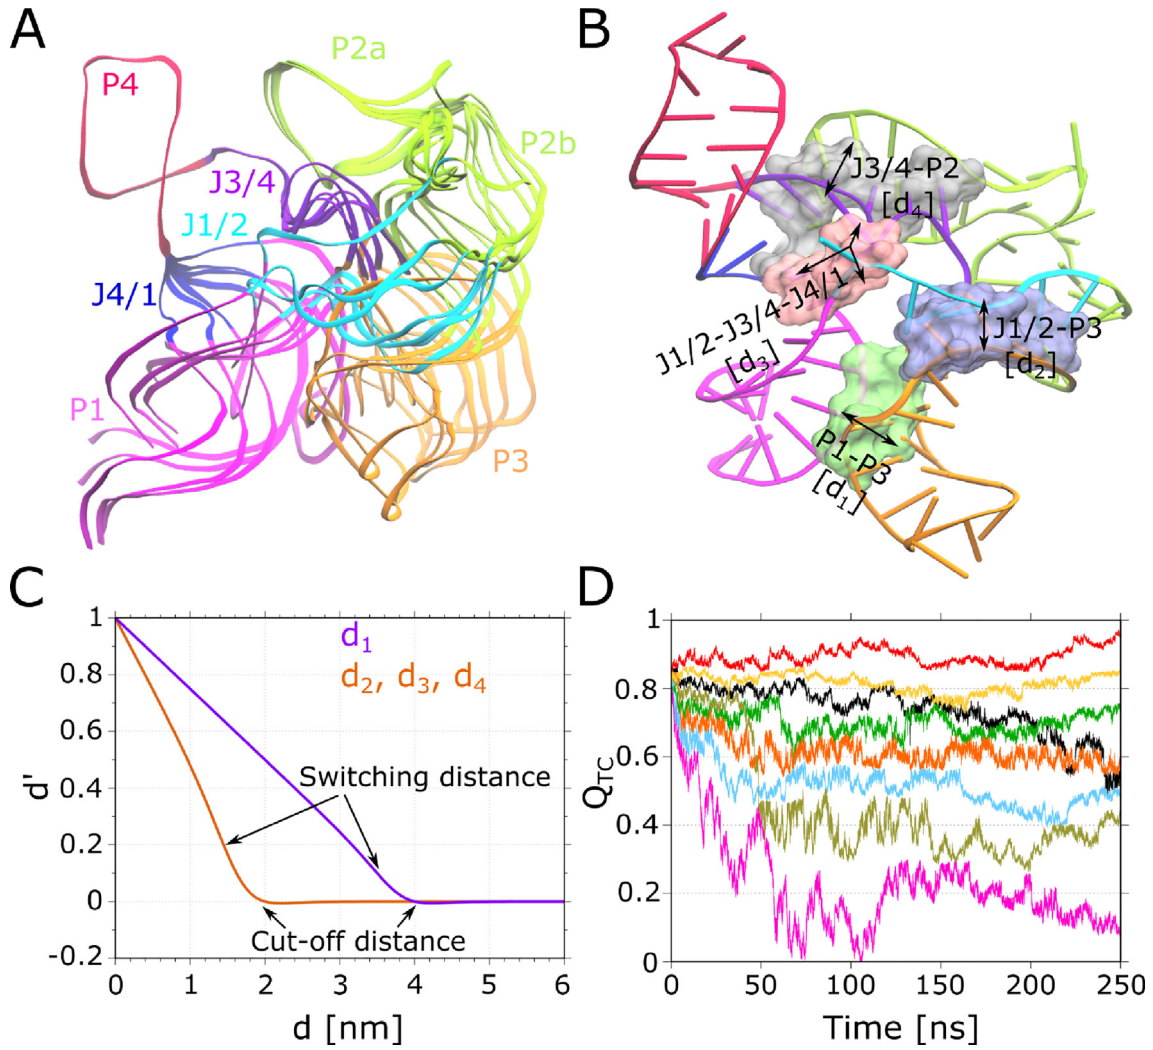 A
P4
P2a
P2b
J3/4
J1/2
J4/1
P1
P3
B
J3/4-P2
[d4]
J1/2-J3/4-J4/1
[d3]
J1/2-P3
[d2]
P1-P3
[d1]
C
1
0.8
0.6
0.4
0.2
0
-0.2
d'
d1
d2, d3, d4
Switching distance
Cut-off distance
0 1 2 3 4 5 6
d [nm]
D
1
0.8
0.6
0.4
0.2
0
QTC
0 50 100 150 200 250
Time [ns]